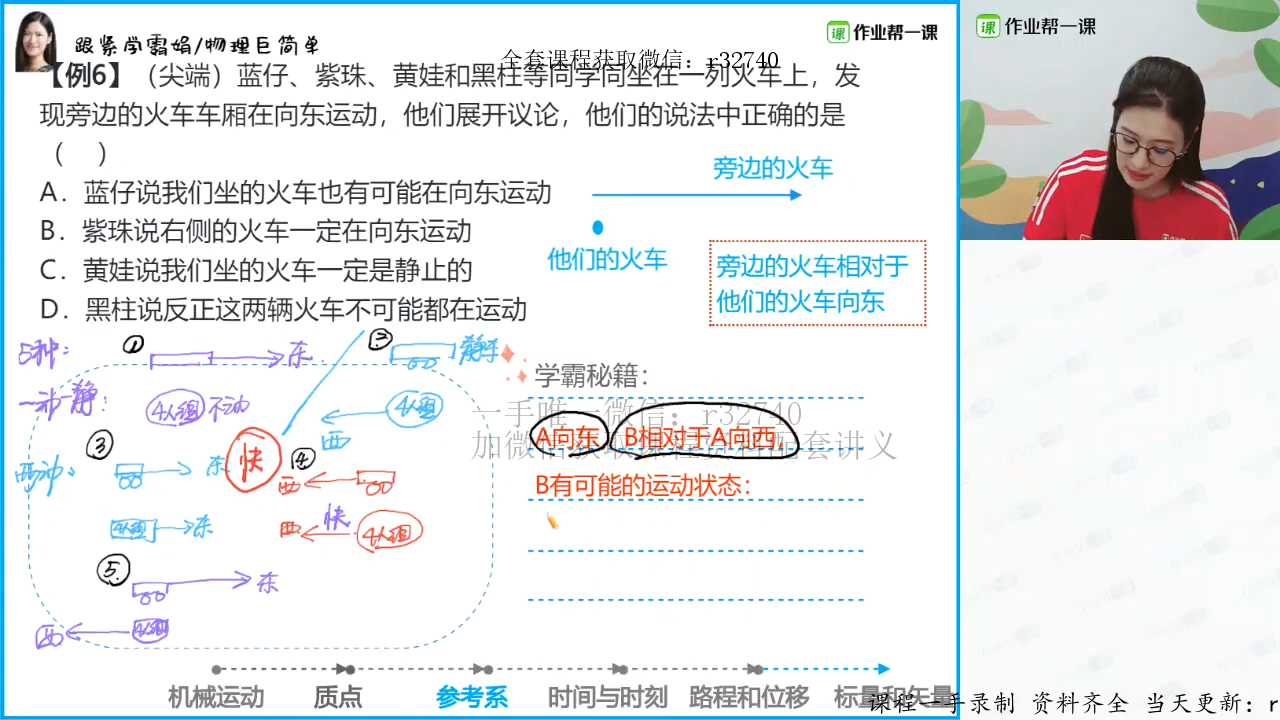 跟紧学霸娟/物理巨简单
作业帮一课
作业帮一课
全套课程获取微信：r32740
【例6】（尖端）蓝仔、紫珠、黄娃和黑柱等同学同坐在一列火车上，发
现旁边的火车车厢在向东运动，他们展开议论，他们的说法中正确的是
（ ）
A．蓝仔说我们坐的火车也有可能在向东运动
B．紫珠说右侧的火车一定在向东运动
C．黄娃说我们坐的火车一定是静止的
D．黑柱说反正这两辆火车不可能都在运动
旁边的火车
他们的火车
旁边的火车相对于
他们的火车向东
5种：
① 东
② 静
一动一静：
4人组 不动
4人组
西
③ 东
两动：
快
④
西
4人组 东
西 快 4人组
⑤ 东
西 4人组
学霸秘籍：
一手唯一微信：r32740
A向东，B相对于A向西，
加微信获取课程资料配套讲义
B有可能的运动状态：
机械运动 质点 参考系 时间与时刻 路程和位移 标量和矢量
课程一手录制 资料齐全 当天更新：r